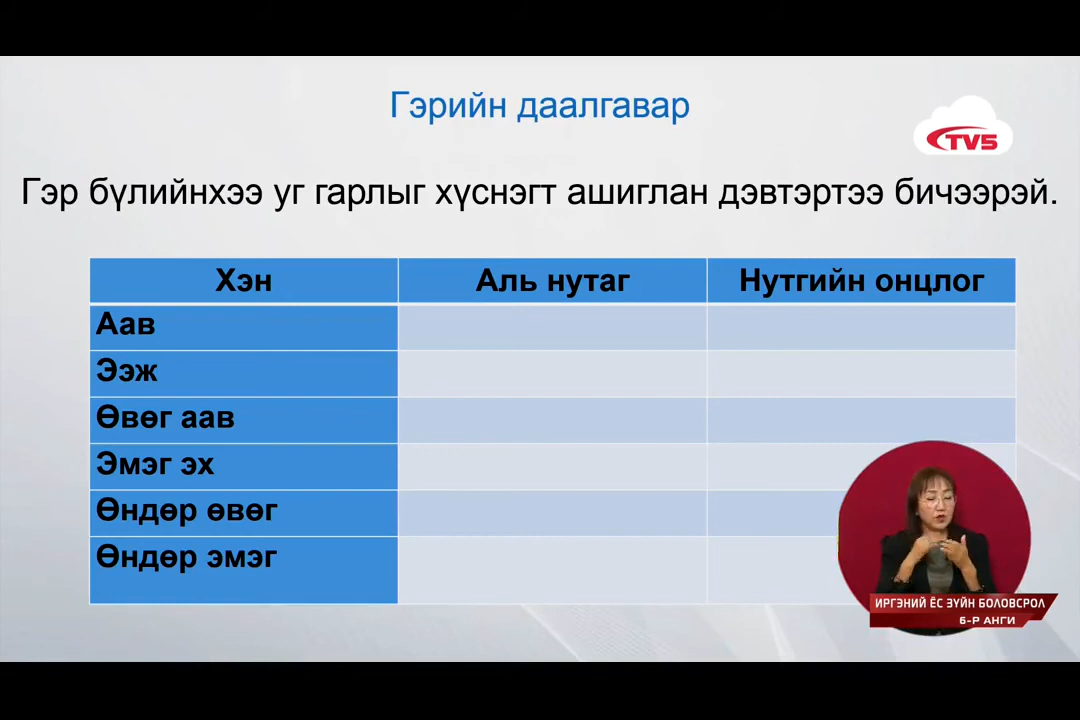 Гэрийн даалгавар
TV5
Гэр бүлийнхээ уг гарлыг хүснэгт ашиглан дэвтэртээ бичээрэй.
Хэн Аль нутаг Нутгийн онцлог
Аав
Ээж
Өвөг аав
Эмэг эх
Өндөр өвөг
Өндөр эмэг
ИРГЭНИЙ ЁС ЗҮЙН БОЛОВСРОЛ
6-Р АНГИ